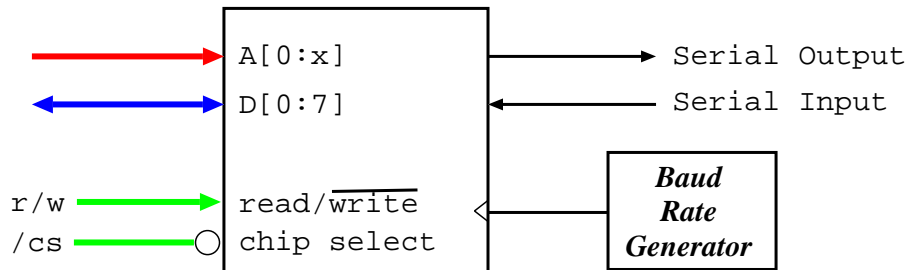 A[0:x]
Serial Output
D[0:7]
Serial Input
Baud
Rate
Generator
r/w
read/write
/cs
chip select